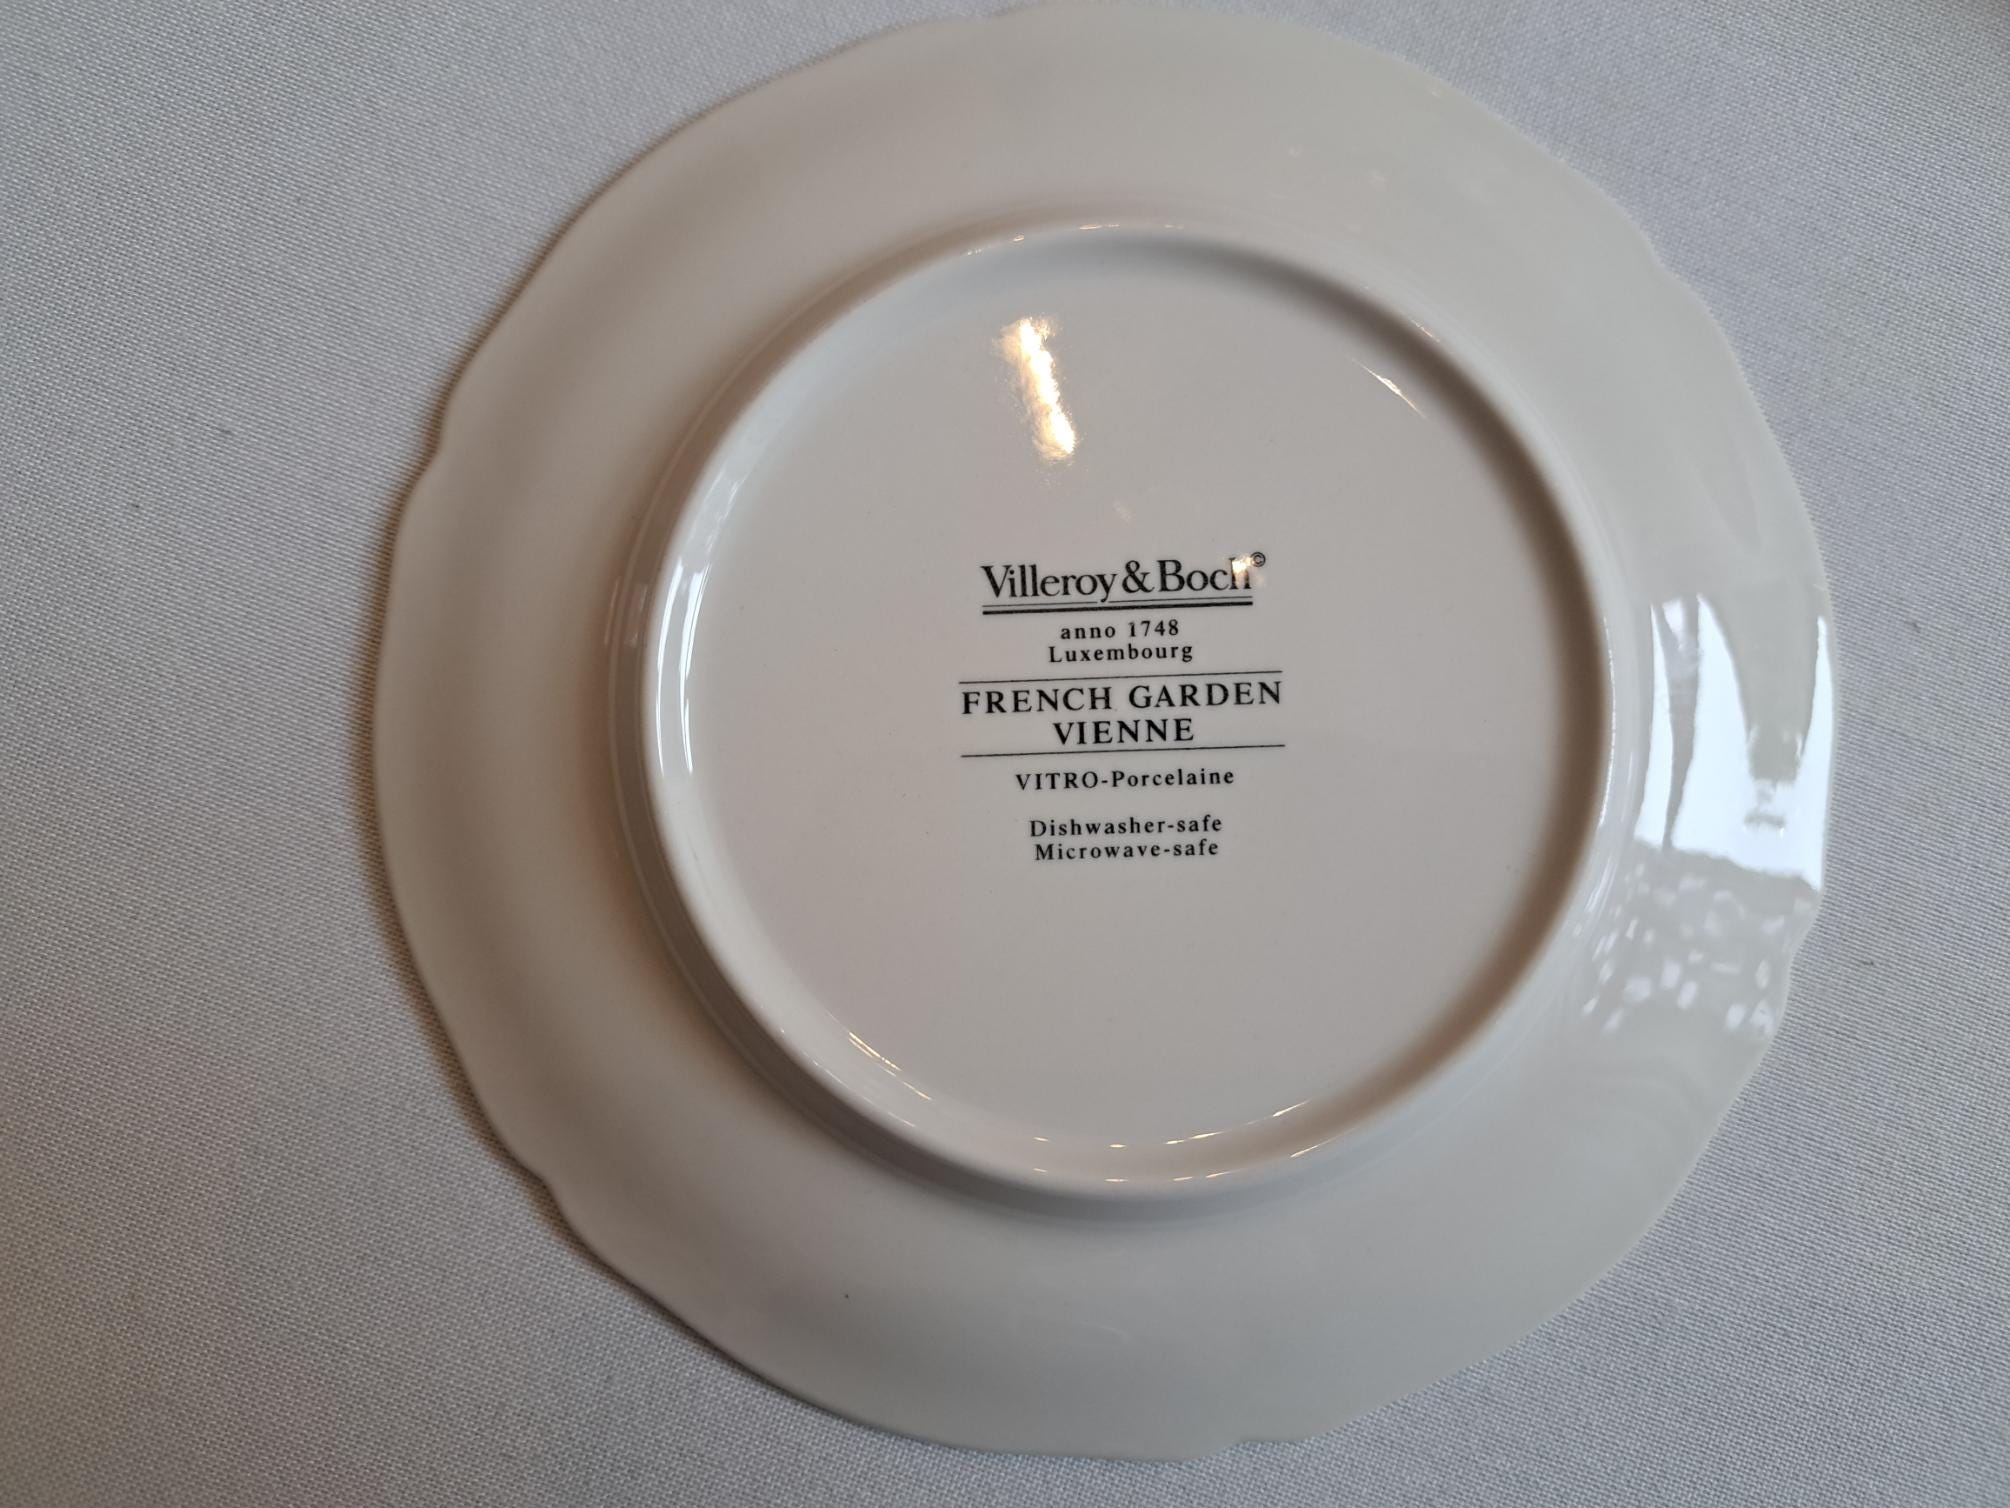 Villeroy & Boch©
anno 1748
Luxembourg
FRENCH GARDEN
VIENNE
VITRO-Porcelaine
Dishwasher-safe
Microwave-safe